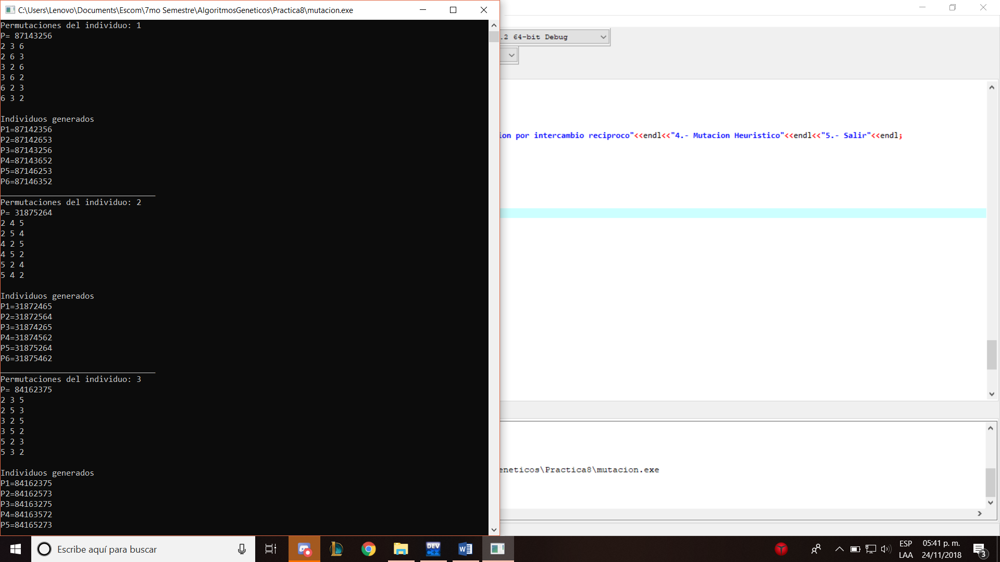 C:\Users\Lenovo\Documents\Escom\7mo Semestre\AlgoritmosGeneticos\Practica8\mutacion.exe
Permutaciones del individuo: 1
P= 87143256
2 3 6
2 6 3
3 2 6
3 6 2
6 2 3
6 3 2
Individuos generados
P1=87142356
P2=87142653
P3=87143256
P4=87143652
P5=87146253
P6=87146352
_________________________________
Permutaciones del individuo: 2
P= 31875264
2 4 5
2 5 4
4 2 5
4 5 2
5 2 4
5 4 2
Individuos generados
P1=31872465
P2=31872564
P3=31874265
P4=31874562
P5=31875264
P6=31875462
_________________________________
Permutaciones del individuo: 3
P= 84162375
2 3 5
2 5 3
3 2 5
3 5 2
5 2 3
5 3 2
Individuos generados
P1=84162375
P2=84162573
P3=84163275
P4=84163572
P5=84165273
.2 64-bit Debug
ion por intercambio reciproco"<<endl<<"4.- Mutacion Heuristico"<<endl<<"5.- Salir"<<endl;
eneticos\Practica8\mutacion.exe
Escribe aquí para buscar
DEV
C++
W
ESP
LAA
05:41 p. m.
24/11/2018
3